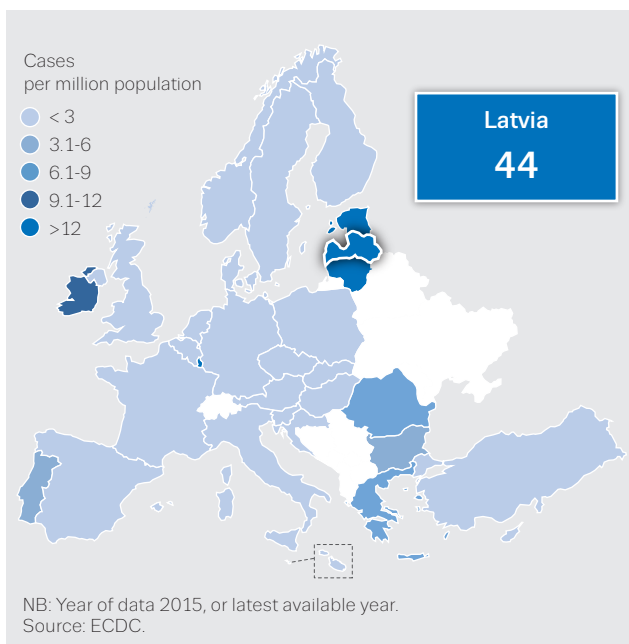 Cases
per million population
< 3
3.1-6
6.1-9
9.1-12
>12
Latvia
44
NB: Year of data 2015, or latest available year.
Source: ECDC.